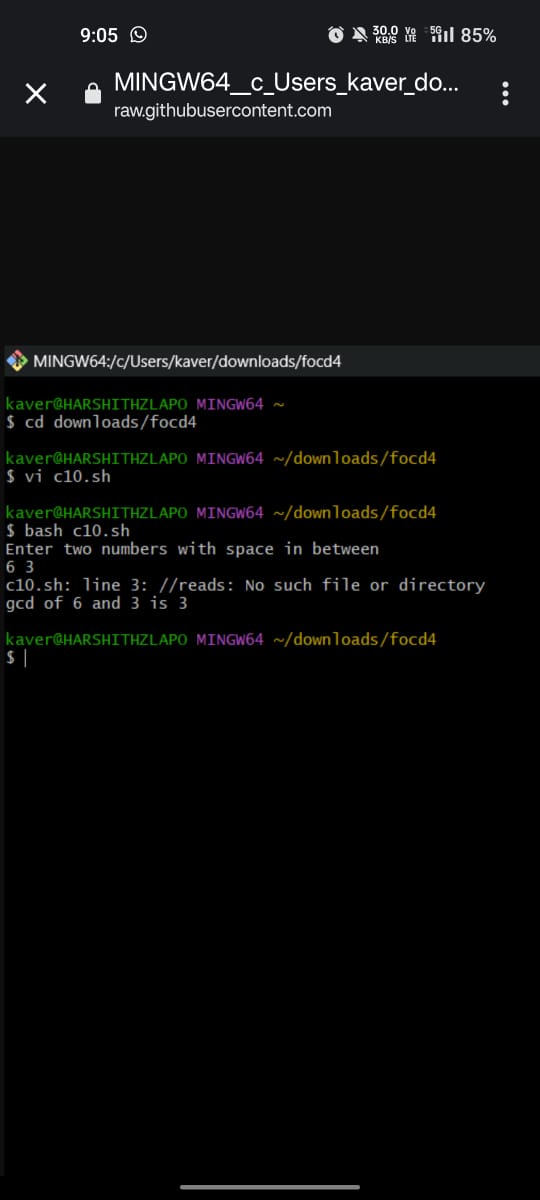 9:05
30.0
KB/S
Vo
LTE
5G
85%
MINGW64__c_Users_kaver_do...
raw.githubusercontent.com
MINGW64:/c/Users/kaver/downloads/focd4
kaver@HARSHITHZLAPO MINGW64 ~
$ cd downloads/focd4
kaver@HARSHITHZLAPO MINGW64 ~/downloads/focd4
$ vi c10.sh
kaver@HARSHITHZLAPO MINGW64 ~/downloads/focd4
$ bash c10.sh
Enter two numbers with space in between
6 3
c10.sh: line 3: //reads: No such file or directory
gcd of 6 and 3 is 3
kaver@HARSHITHZLAPO MINGW64 ~/downloads/focd4
$